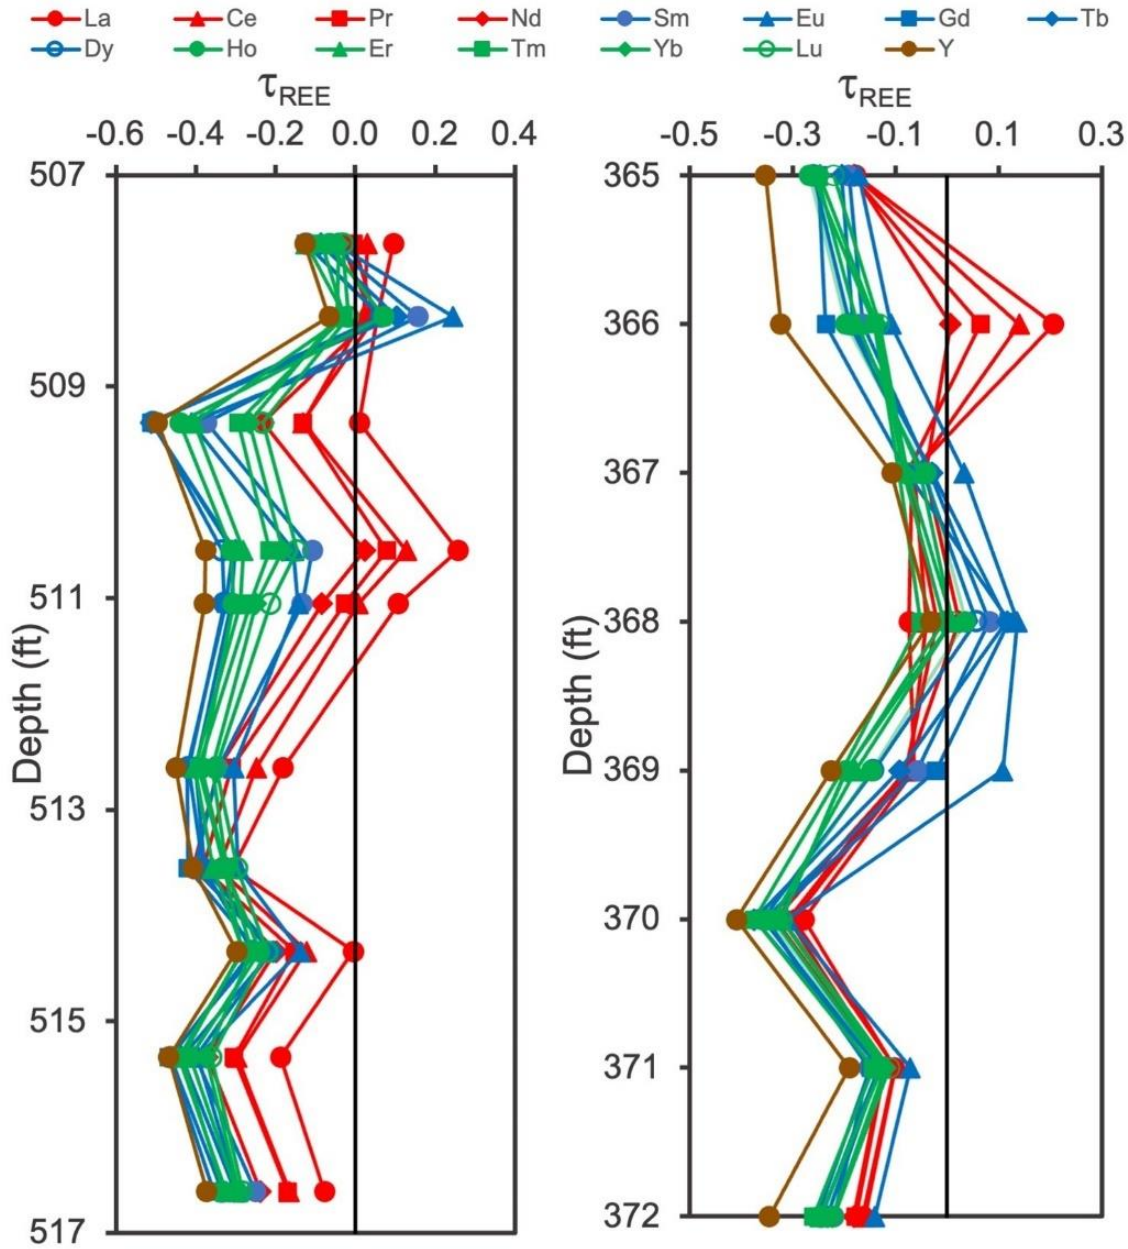 La Ce Pr Nd Sm Eu Gd Tb
Dy Ho Er Tm Yb Lu Y
τREE
-0.6 -0.4 -0.2 0.0 0.2 0.4
507
509
511
513
515
517
Depth (ft)
τREE
-0.5 -0.3 -0.1 0.1 0.3
365
366
367
368
369
370
371
372
Depth (ft)